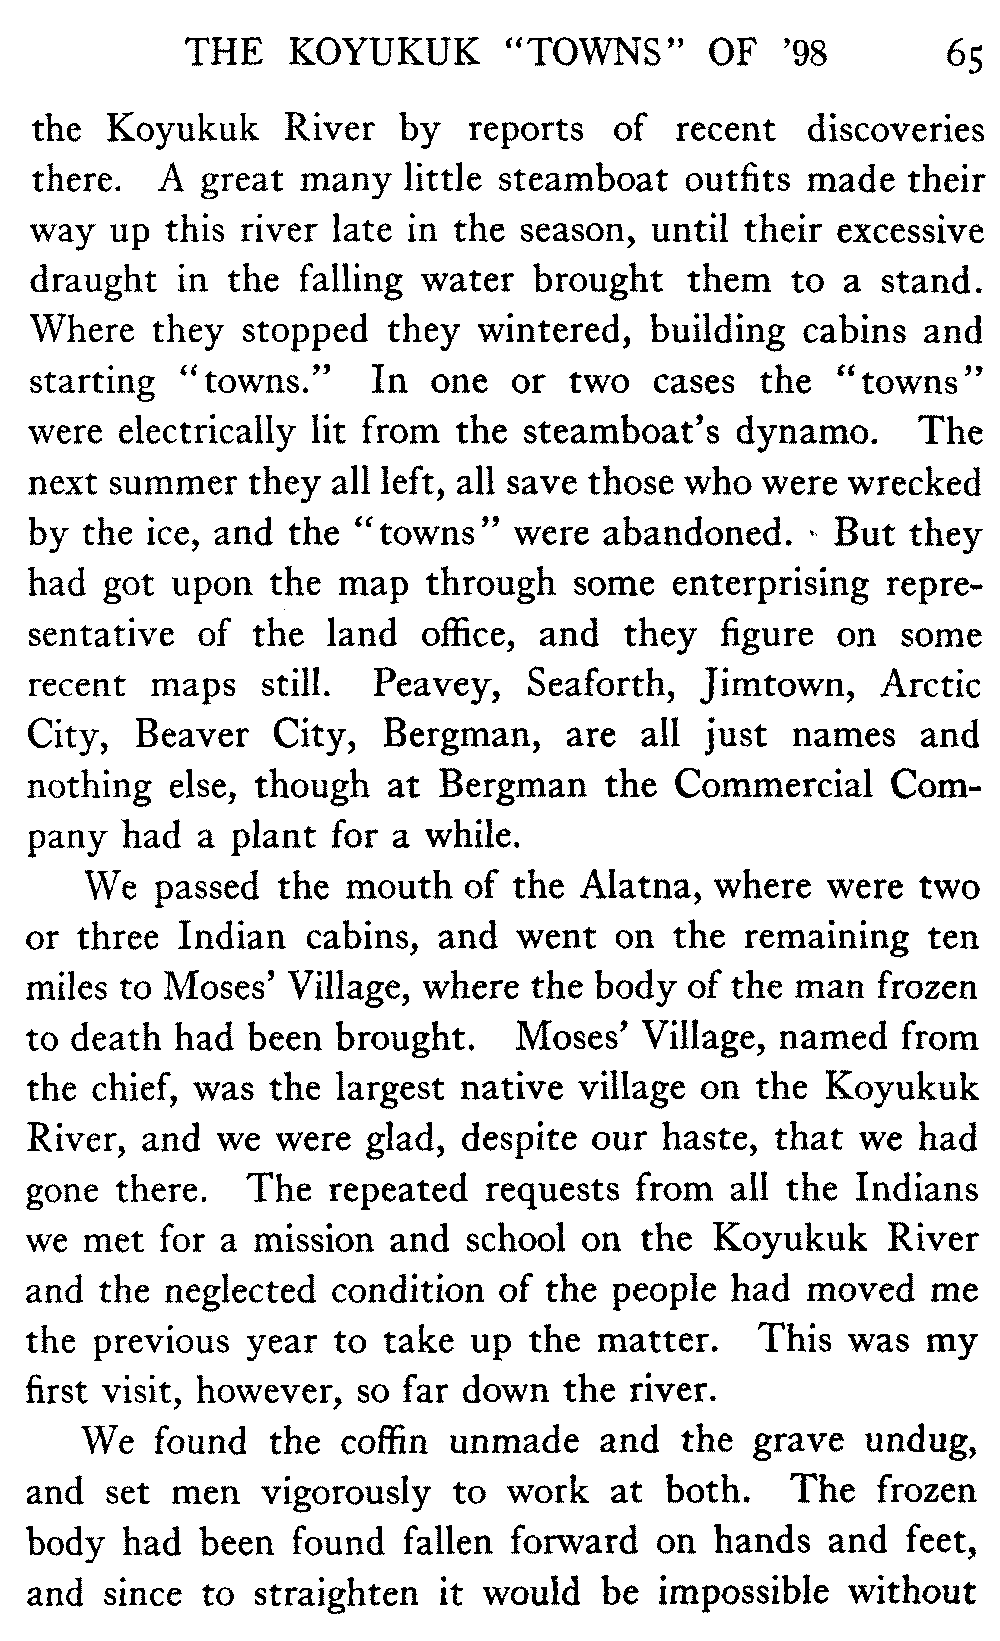 THE KOYUKUK "TOWNS" OF '98 65
the Koyukuk River by reports of recent discoveries
there. A great many little steamboat outfits made their
way up this river late in the season, until their excessive
draught in the falling water brought them to a stand.
Where they stopped they wintered, building cabins and
starting "towns." In one or two cases the "towns"
were electrically lit from the steamboat's dynamo. The
next summer they all left, all save those who were wrecked
by the ice, and the "towns" were abandoned. But they
had got upon the map through some enterprising repre-
sentative of the land office, and they figure on some
recent maps still. Peavey, Seaforth, Jimtown, Arctic
City, Beaver City, Bergman, are all just names and
nothing else, though at Bergman the Commercial Com-
pany had a plant for a while.
We passed the mouth of the Alatna, where were two
or three Indian cabins, and went on the remaining ten
miles to Moses' Village, where the body of the man frozen
to death had been brought. Moses' Village, named from
the chief, was the largest native village on the Koyukuk
River, and we were glad, despite our haste, that we had
gone there. The repeated requests from all the Indians
we met for a mission and school on the Koyukuk River
and the neglected condition of the people had moved me
the previous year to take up the matter. This was my
first visit, however, so far down the river.
We found the coffin unmade and the grave undug,
and set men vigorously to work at both. The frozen
body had been found fallen forward on hands and feet,
and since to straighten it would be impossible without